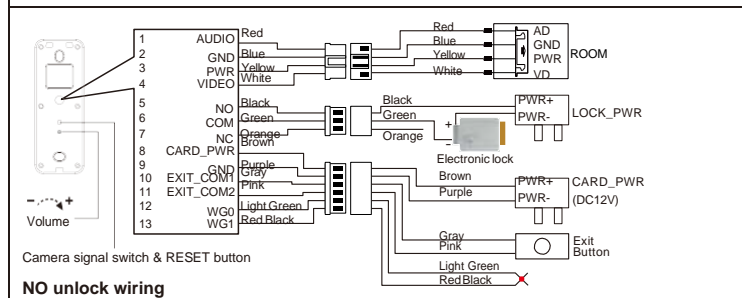 1 AUDIO Red
2 GND Blue
3 PWR Yellow
4 VIDEO White
5 NO Black
6 COM Green
7 NC Orange
8 CARD_PWR Brown
9 GND Purple
10 EXIT_COM1 Gray
11 EXIT_COM2 Pink
12 WG0 Light Green
13 WG1 Red Black
Red AD
Blue GND
Yellow PWR
White VD
ROOM
Black PWR+
Green PWR-
Orange
LOCK_PWR
+
-
Electronic lock
Brown PWR+
Purple PWR-
CARD_PWR
(DC12V)
Gray
Pink
Exit
Button
Light Green
Red Black
- +
Volume
Camera signal switch & RESET button
NO unlock wiring